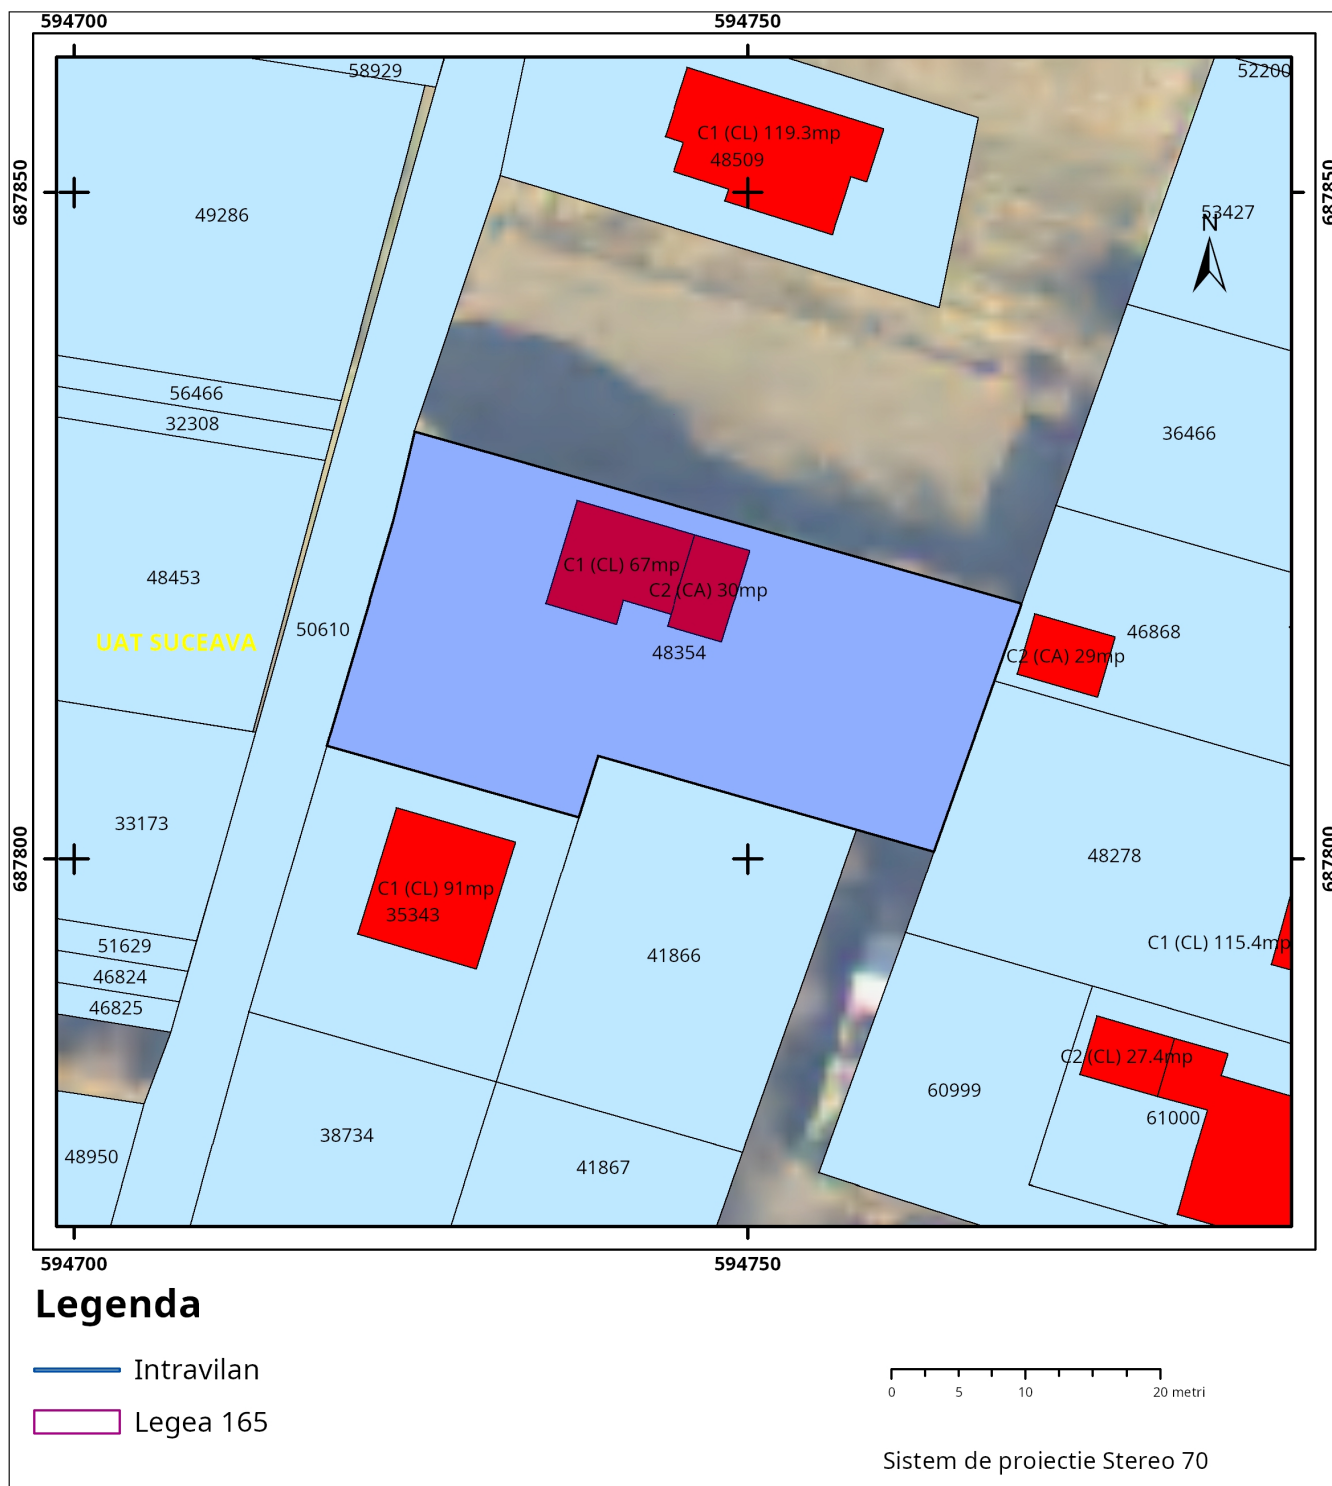 594700 594750
58929
52200
C1 (CL) 119.3mp
48509
687850
687850
49286
53427
N
56466
32308
36466
48453
C1 (CL) 67mp
C2 (CA) 30mp
50610
46868
UAT SUCEAVA
48354
C2 (CA) 29mp
33173
687800
687800
48278
C1 (CL) 91mp
35343
51629
C1 (CL) 115.4mp
41866
46824
46825
C2 (CL) 27.4mp
60999
61000
38734
48950
41867
594700 594750
Legenda
Intravilan
Legea 165
0 5 10 20 metri
Sistem de proiectie Stereo 70